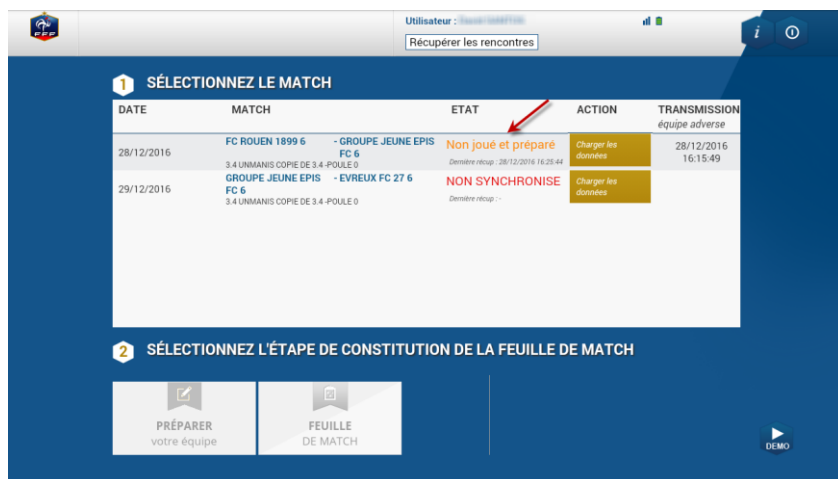 Utilisateur :
FFF
Récupérer les rencontres
i
1 SÉLECTIONNEZ LE MATCH
DATE MATCH ETAT ACTION TRANSMISSION
équipe adverse
28/12/2016 FC ROUEN 1899 6 - GROUPE JEUNE EPIS FC 6 Non joué et préparé Charger les données 28/12/2016 16:15:49
3.4 UNMANIS COPIE DE 3.4 -POULE 0 Dernière récup : 28/12/2016 16:25:44
29/12/2016 GROUPE JEUNE EPIS FC 6 - EVREUX FC 27 6 NON SYNCHRONISE Charger les données
3.4 UNMANIS COPIE DE 3.4 -POULE 0 Dernière récup : -
2 SÉLECTIONNEZ L'ÉTAPE DE CONSTITUTION DE LA FEUILLE DE MATCH
PRÉPARER
votre équipe
FEUILLE
DE MATCH
DEMO